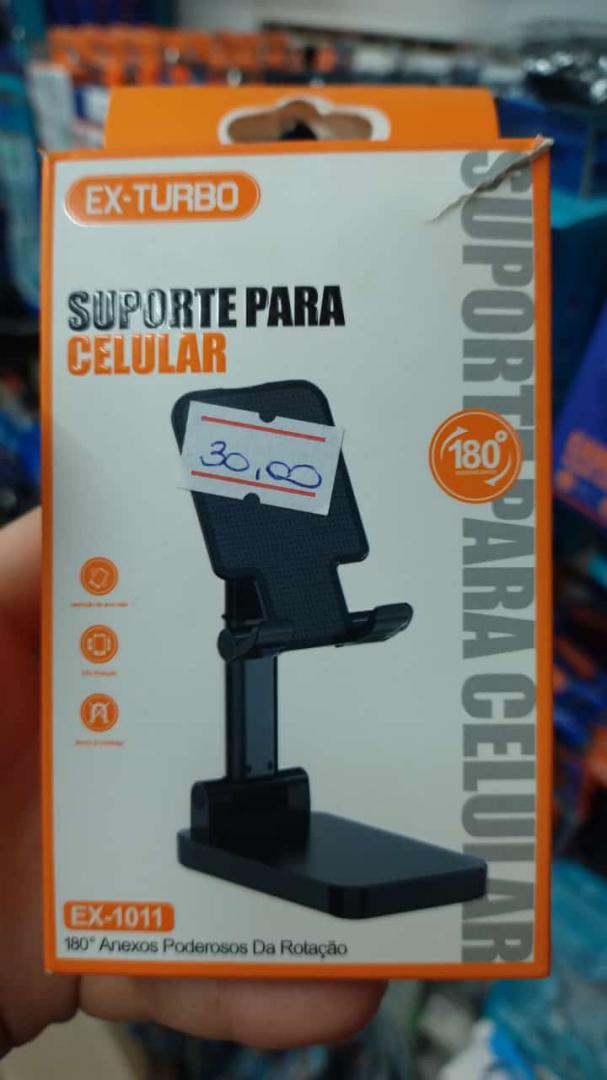 EX-TURBO
SUPORTE PARA
CELULAR
30,00
180°
SUPORTE PARA CELULAR
EX-1011
180° Anexos Poderosos Da Rotação